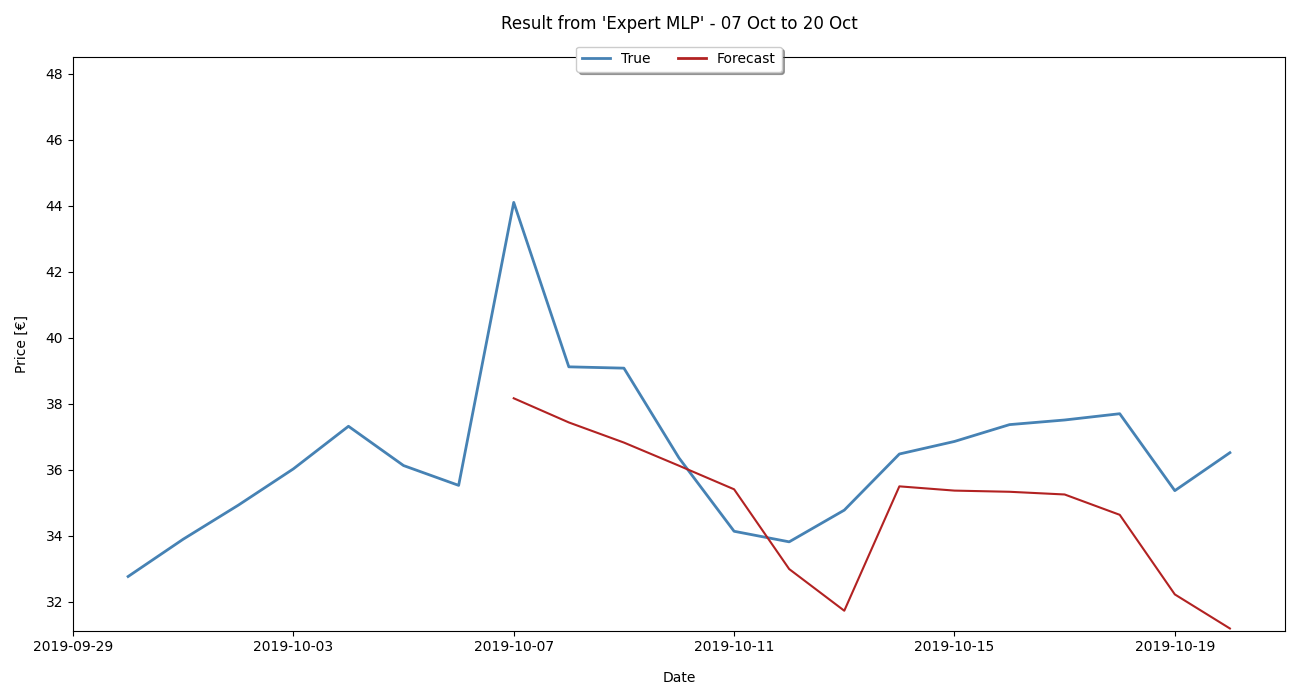 Result from 'Expert MLP' - 07 Oct to 20 Oct
True Forecast
48
46
44
42
40
38
36
34
32
Price [€]
2019-09-29 2019-10-03 2019-10-07 2019-10-11 2019-10-15 2019-10-19
Date